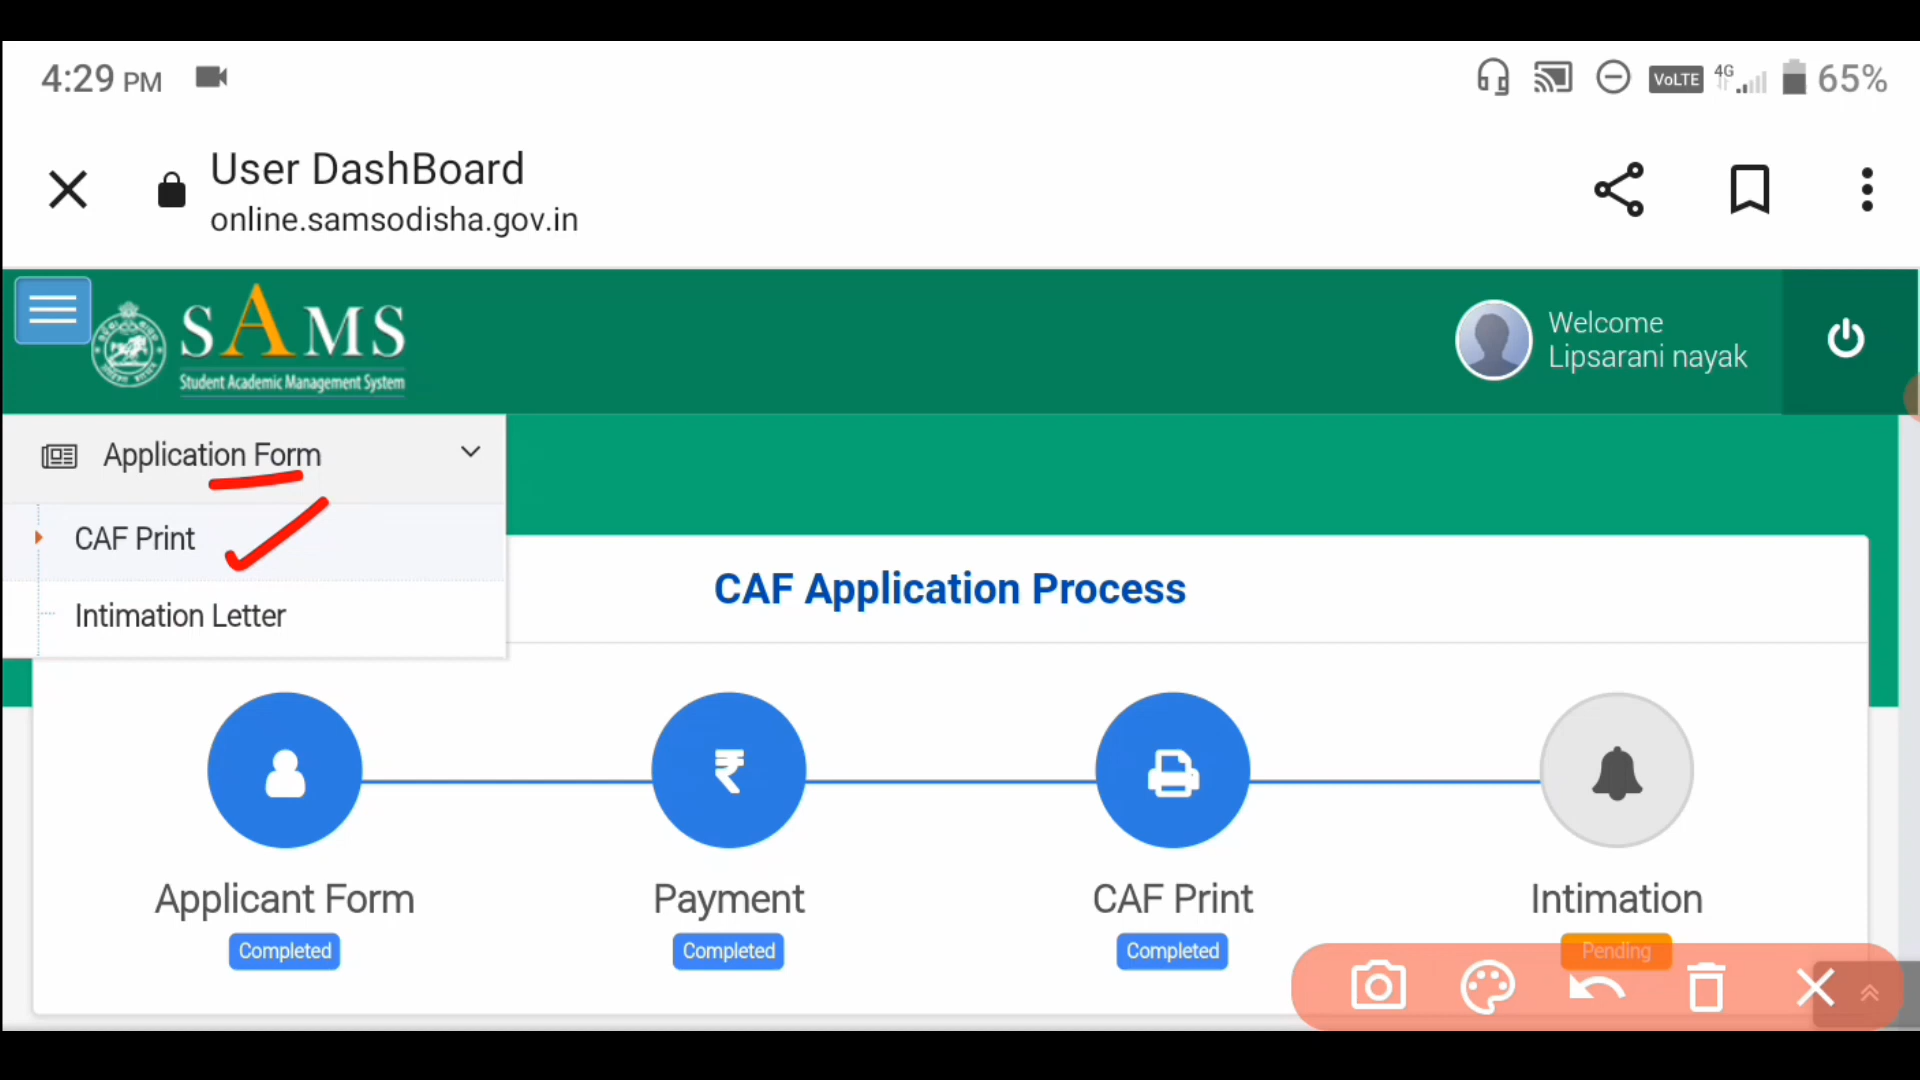 4:29 PM
VoLTE 4G 65%
User DashBoard
online.samsodisha.gov.in
SAMS
Student Academic Management System
Welcome
Lipsarani nayak
Application Form
CAF Print
Intimation Letter
CAF Application Process
Applicant Form
Completed
Payment
Completed
CAF Print
Completed
Intimation
Pending